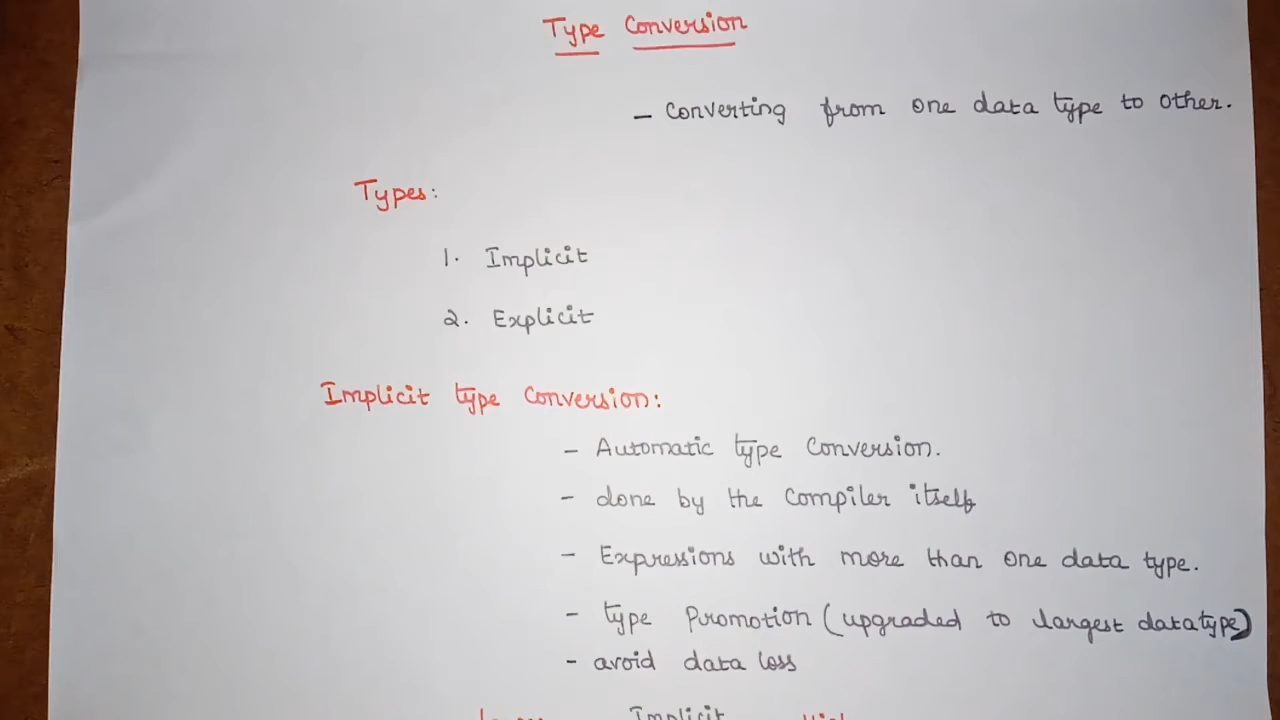 Type Conversion
- Converting from one data type to other.
Types:
1. Implicit
2. Explicit
Implicit type Conversion:
- Automatic type Conversion.
- done by the Compiler itself
- Expressions with more than one data type.
- type Promotion (upgraded to largest datatype)
- avoid data loss
Implicit